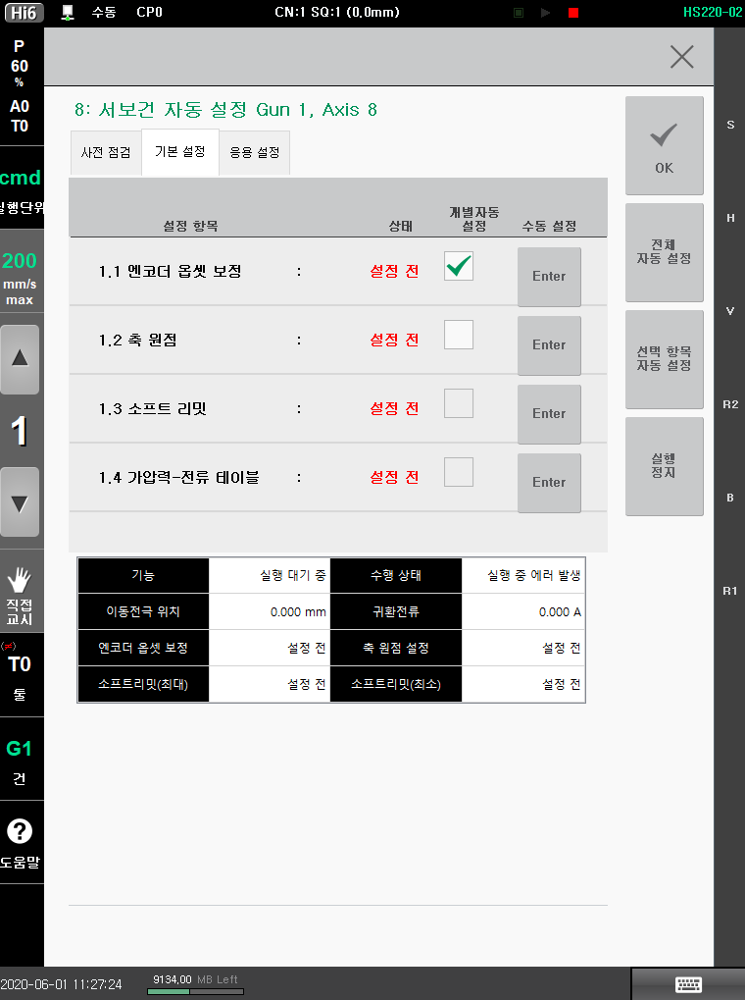 Hi6 수동 CP0 CN:1 SQ:1 (0,0mm) HS220-02
P
60
%
A0
T0
cmd
실행단위
200
mm/s
max
1
직접
교시
(≠)
T0
툴
G1
건
?
도움말
8: 서보건 자동 설정 Gun 1, Axis 8
사전 점검 기본 설정 응용 설정
설정 항목 상태 개별자동 설정 수동 설정
1.1 엔코더 옵셋 보정 : 설정 전 Enter
1.2 축 원점 : 설정 전 Enter
1.3 소프트 리밋 : 설정 전 Enter
1.4 가압력-전류 테이블 : 설정 전 Enter
기능 실행 대기 중 수행 상태 실행 중 에러 발생
이동전극 위치 0.000 mm 귀환전류 0.000 A
엔코더 옵셋 보정 설정 전 축 원점 설정 설정 전
소프트리밋(최대) 설정 전 소프트리밋(최소) 설정 전
OK
전체
자동 설정
선택 항목
자동 설정
실행
정지
S
H
V
R2
B
R1
2020-06-01 11:27:24 9134,00 MB Left